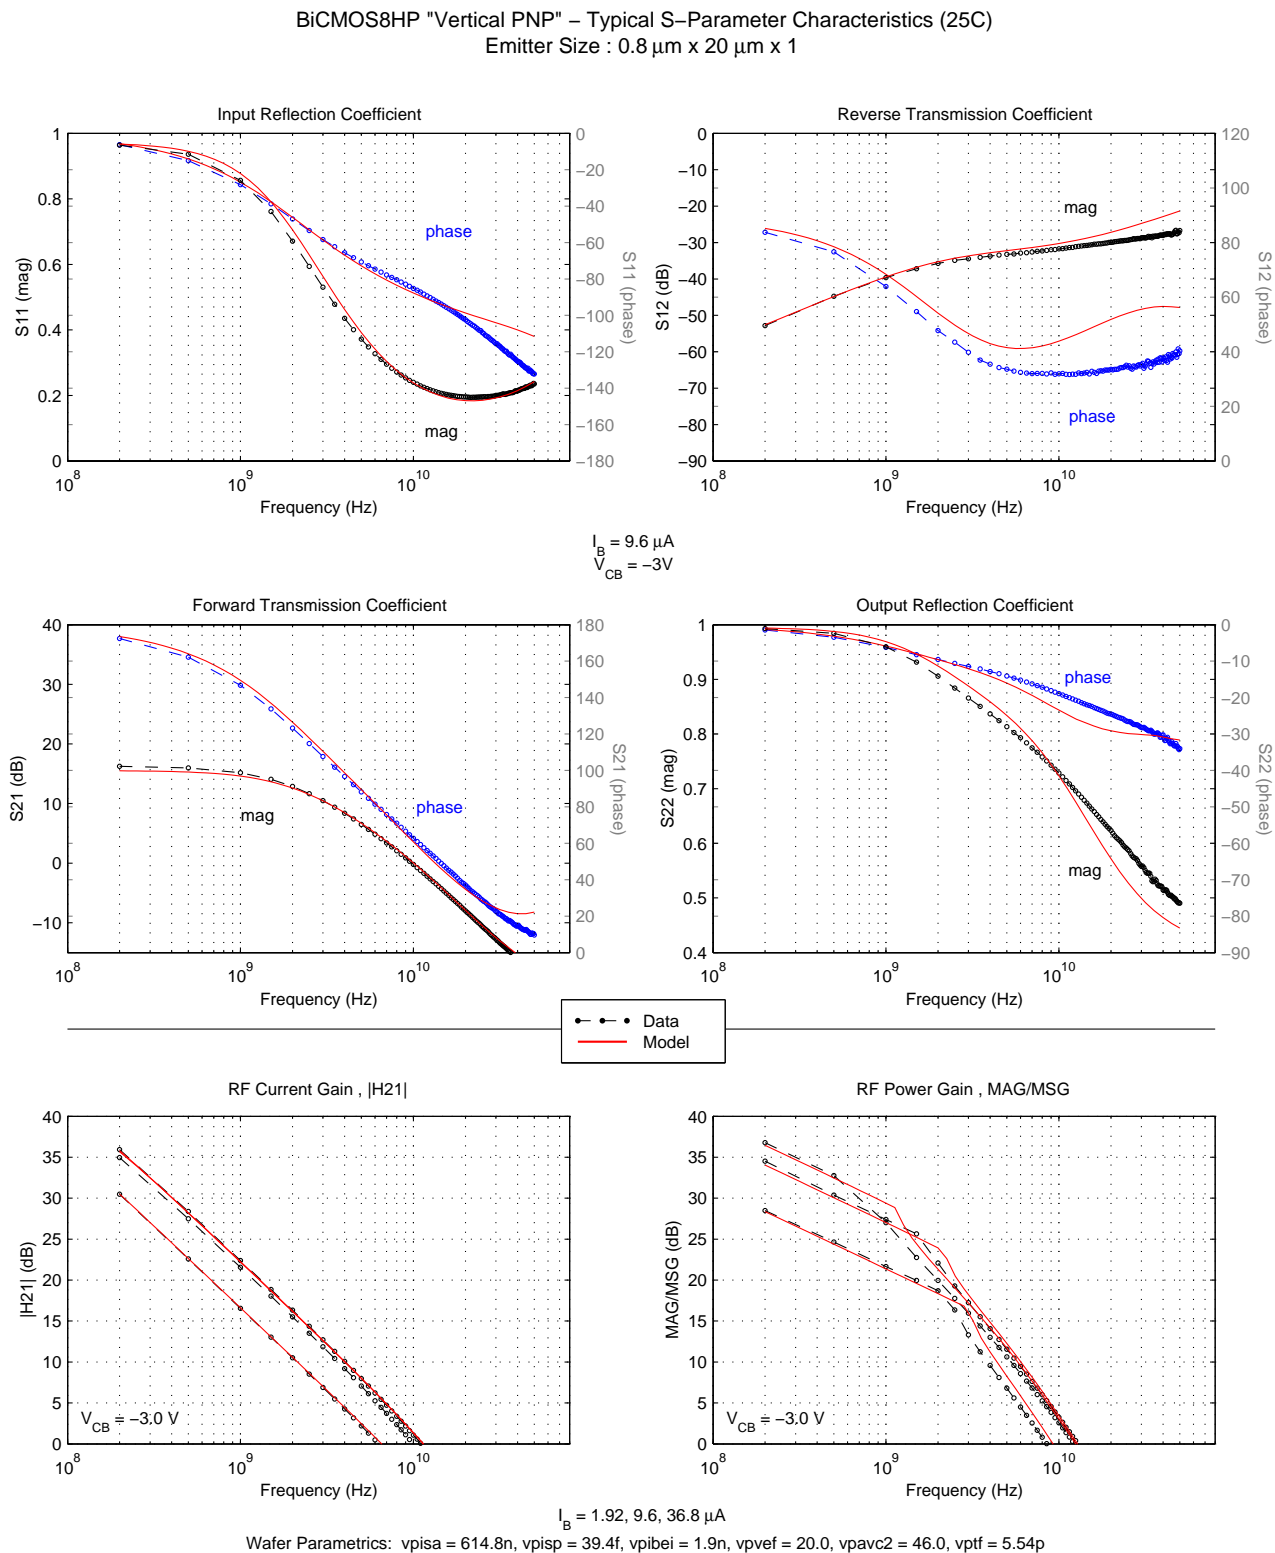 BiCMOS8HP "Vertical PNP" − Typical S−Parameter Characteristics (25C)
Emitter Size : 0.8 μm x 20 μm x 1
Input Reflection Coefficient
1
0.8
0.6
0.4
0.2
0
S11 (mag)
0
−20
−40
−60
−80
−100
−120
−140
−160
−180
S11 (phase)
phase
mag
10^8
10^9
10^10
Frequency (Hz)
Reverse Transmission Coefficient
0
−10
−20
−30
−40
−50
−60
−70
−80
−90
S12 (dB)
120
100
80
60
40
20
0
S12 (phase)
mag
phase
10^8
10^9
10^10
Frequency (Hz)
I_B = 9.6 μA
V_CB = −3V
Forward Transmission Coefficient
40
30
20
10
0
−10
S21 (dB)
180
160
140
120
100
80
60
40
20
0
S21 (phase)
phase
mag
10^8
10^9
10^10
Frequency (Hz)
Output Reflection Coefficient
1
0.9
0.8
0.7
0.6
0.5
0.4
S22 (mag)
0
−10
−20
−30
−40
−50
−60
−70
−80
−90
S22 (phase)
phase
mag
10^8
10^9
10^10
Frequency (Hz)
Data
Model
RF Current Gain , |H21|
40
35
30
25
20
15
10
5
0
|H21| (dB)
V_CB = −3.0 V
10^8
10^9
10^10
Frequency (Hz)
RF Power Gain , MAG/MSG
40
35
30
25
20
15
10
5
0
MAG/MSG (dB)
V_CB = −3.0 V
10^8
10^9
10^10
Frequency (Hz)
I_B = 1.92, 9.6, 36.8 μA
Wafer Parametrics: vpisa = 614.8n, vpisp = 39.4f, vpibei = 1.9n, vpvef = 20.0, vpavc2 = 46.0, vptf = 5.54p